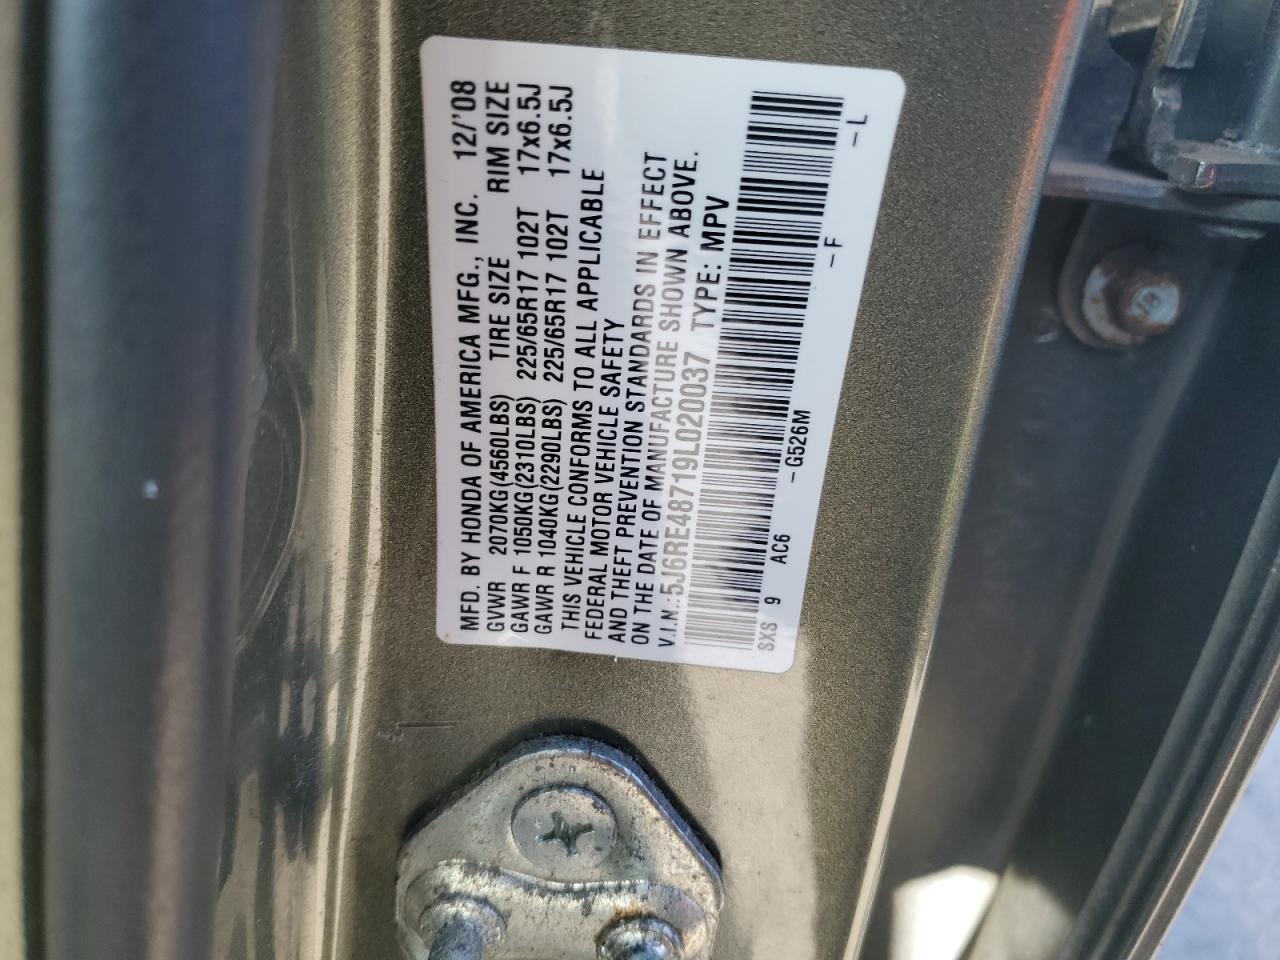 MFD. BY HONDA OF AMERICA MFG., INC. 12/'08
GVWR 2070KG(4560LBS) TIRE SIZE RIM SIZE
GAWR F 1050KG(2310LBS) 225/65R17 102T 17x6.5J
GAWR R 1040KG(2290LBS) 225/65R17 102T 17x6.5J
THIS VEHICLE CONFORMS TO ALL APPLICABLE
FEDERAL MOTOR VEHICLE SAFETY
AND THEFT PREVENTION STANDARDS IN EFFECT
ON THE DATE OF MANUFACTURE SHOWN ABOVE.
V.I.N.:5J6RE48719L020037 TYPE: MPV
SXS 9 AC6 -G526M -F -L